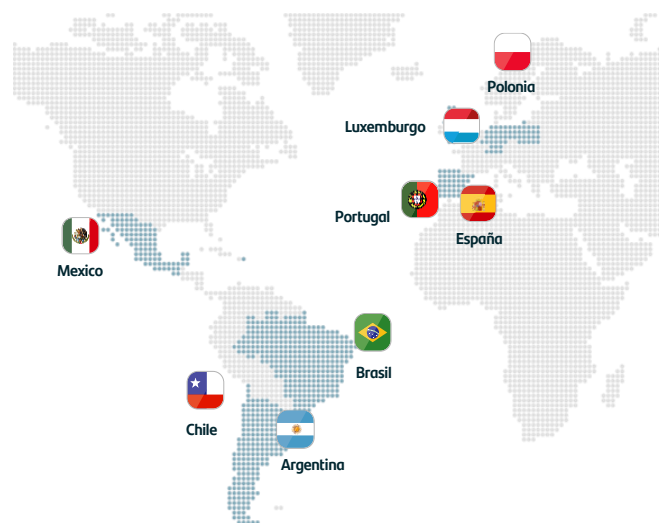 Polonia
Luxemburgo
Portugal
España
Mexico
Brasil
Chile
Argentina